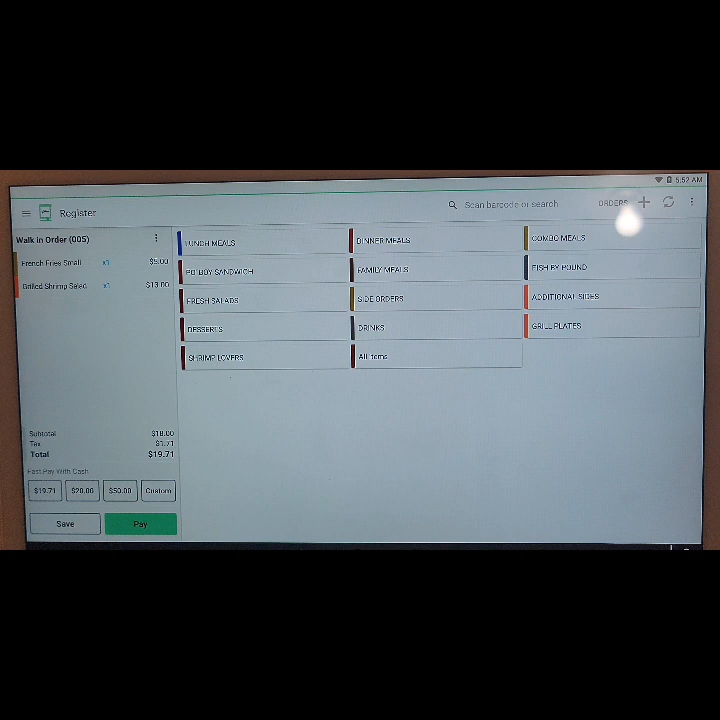 5:52 AM
Register
Scan barcode or search
ORDERS
Walk in Order (005)
French Fries Small x1 $5.00
Grilled Shrimp Salad x1 $13.00
LUNCH MEALS
DINNER MEALS
COMBO MEALS
PO'BOY SANDWICH
FAMILY MEALS
FISH BY POUND
FRESH SALADS
SIDE ORDERS
ADDITIONAL SIDES
DESSERTS
DRINKS
GRILL PLATES
SHRIMP LOVERS
All items
Subtotal $18.00
Tax $1.71
Total $19.71
Fast Pay With Cash
$19.71
$20.00
$50.00
Custom
Save
Pay